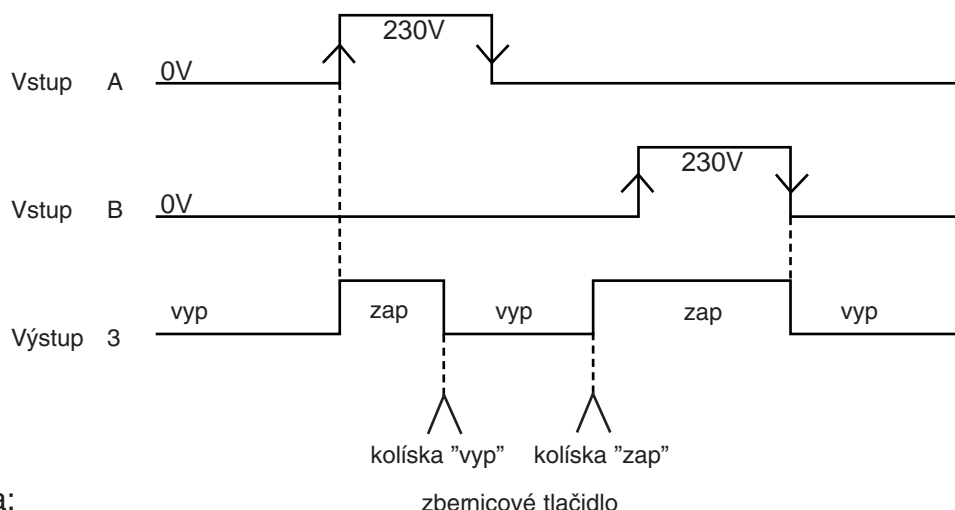 230V
Vstup A 0V
230V
Vstup B 0V
vyp zap vyp zap vyp
Výstup 3
kolíska ”vyp” kolíska ”zap”
a: zbernicové tlačidlo